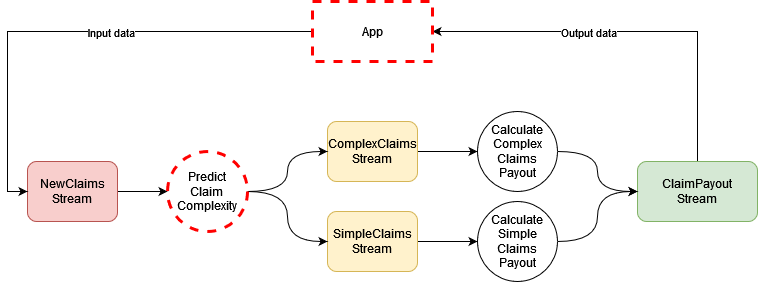 Input data
App
Output data
NewClaims
Stream
Predict
Claim
Complexity
ComplexClaims
Stream
SimpleClaims
Stream
Calculate
Complex
Claims
Payout
Calculate
Simple
Claims
Payout
ClaimPayout
Stream